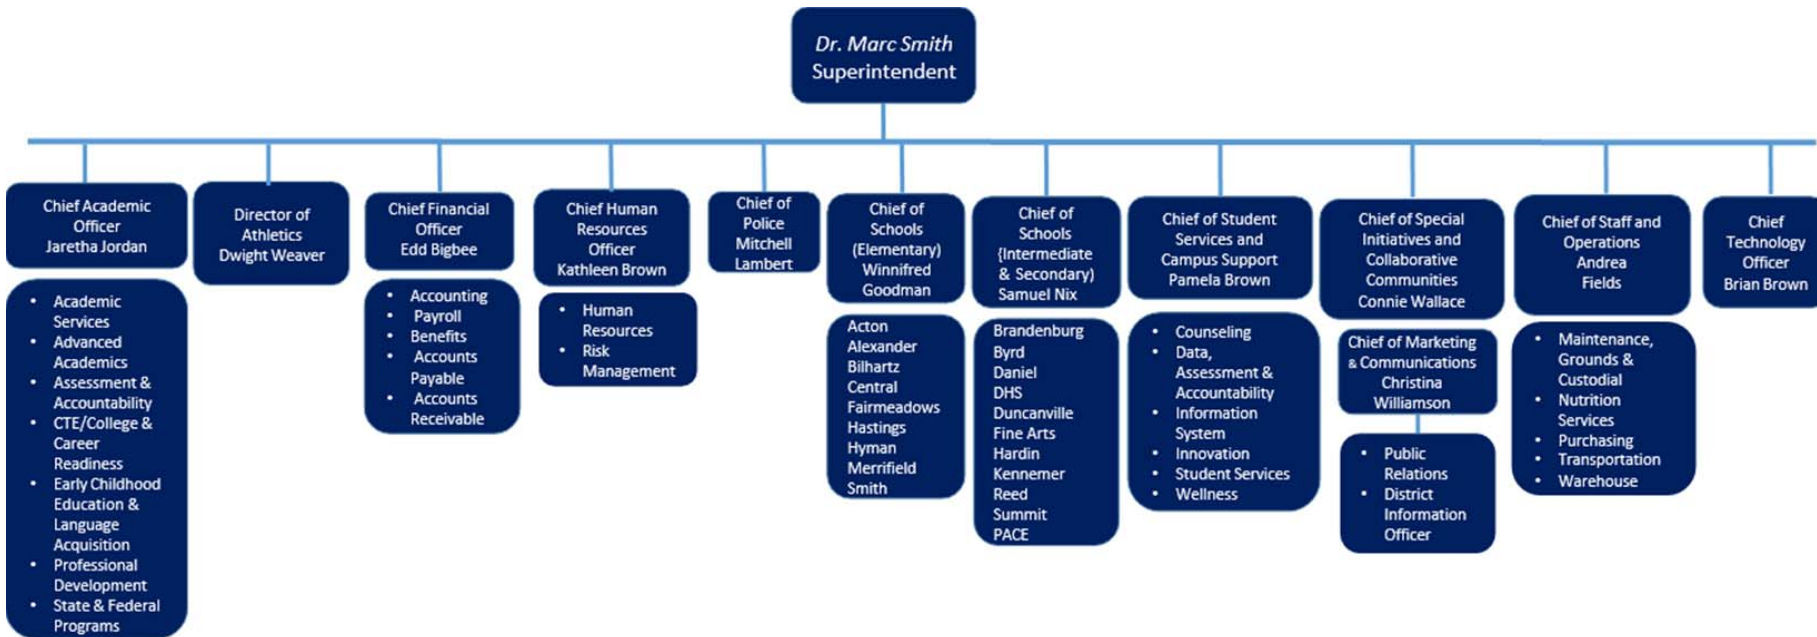 Dr. Marc Smith
Superintendent
Chief Academic
Officer
Jaretha Jordan
• Academic
Services
• Advanced
Academics
• Assessment &
Accountability
• CTE/College &
Career
Readiness
• Early Childhood
Education &
Language
Acquisition
• Professional
Development
• State & Federal
Programs
Director of
Athletics
Dwight Weaver
Chief Financial
Officer
Edd Bigbee
• Accounting
• Payroll
• Benefits
• Accounts
Payable
• Accounts
Receivable
Chief Human
Resources
Officer
Kathleen Brown
• Human
Resources
• Risk
Management
Chief of
Police
Mitchell
Lambert
Chief of
Schools
(Elementary)
Winnifred
Goodman
Acton
Alexander
Bilhartz
Central
Fairmeadows
Hastings
Hyman
Merrifield
Smith
Chief of
Schools
{Intermediate
& Secondary)
Samuel Nix
Brandenburg
Byrd
Daniel
DHS
Duncanville
Fine Arts
Hardin
Kennemer
Reed
Summit
PACE
Chief of Student
Services and
Campus Support
Pamela Brown
• Counseling
• Data,
Assessment &
Accountability
• Information
System
• Innovation
• Student Services
• Wellness
Chief of Special
Initiatives and
Collaborative
Communities
Connie Wallace
Chief of Marketing
& Communications
Christina
Williamson
• Public
Relations
• District
Information
Officer
Chief of Staff and
Operations
Andrea
Fields
• Maintenance,
Grounds &
Custodial
• Nutrition
Services
• Purchasing
• Transportation
• Warehouse
Chief
Technology
Officer
Brian Brown